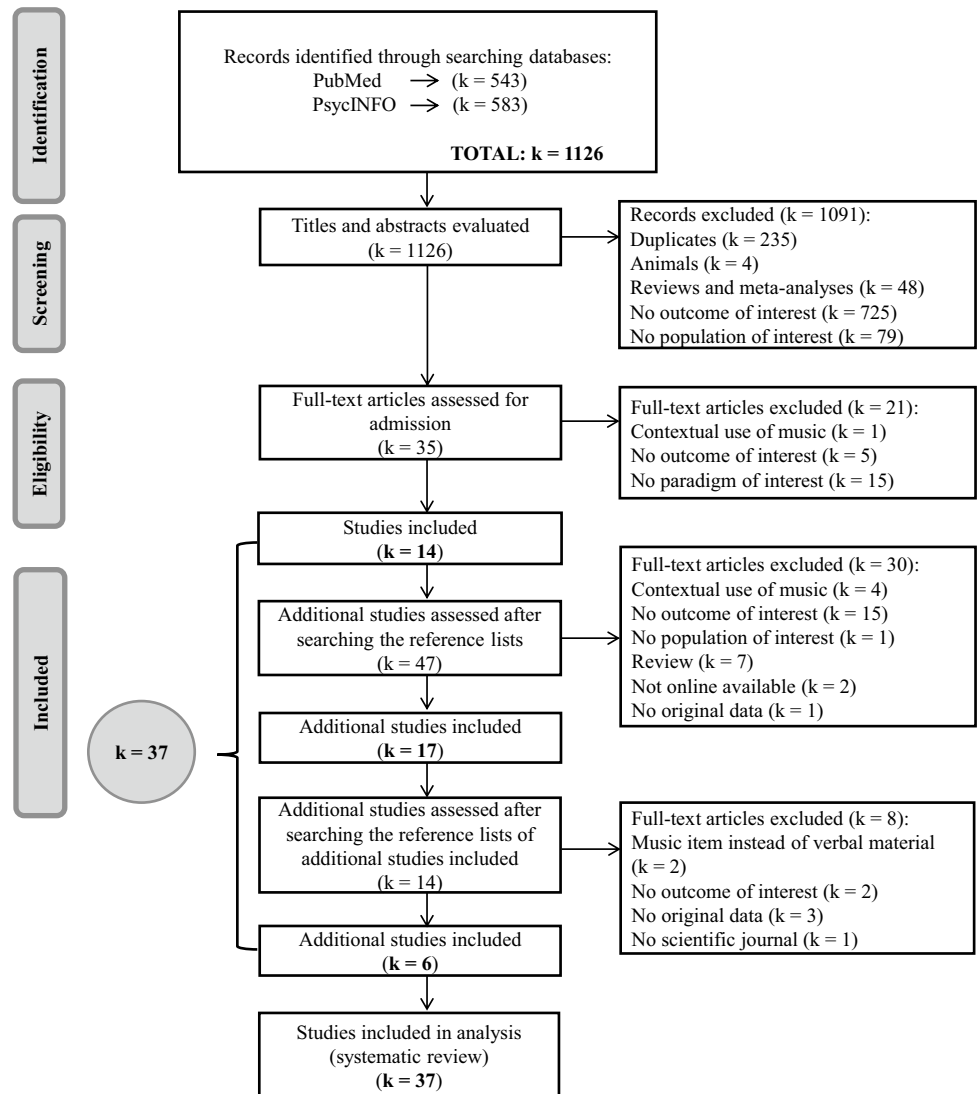 Identification
Records identified through searching databases:
PubMed → (k = 543)
PsycINFO → (k = 583)
TOTAL: k = 1126
Screening
Titles and abstracts evaluated
(k = 1126)
Records excluded (k = 1091):
Duplicates (k = 235)
Animals (k = 4)
Reviews and meta-analyses (k = 48)
No outcome of interest (k = 725)
No population of interest (k = 79)
Eligibility
Full-text articles assessed for
admission
(k = 35)
Full-text articles excluded (k = 21):
Contextual use of music (k = 1)
No outcome of interest (k = 5)
No paradigm of interest (k = 15)
Included
k = 37
Studies included
(k = 14)
Additional studies assessed after
searching the reference lists
(k = 47)
Full-text articles excluded (k = 30):
Contextual use of music (k = 4)
No outcome of interest (k = 15)
No population of interest (k = 1)
Review (k = 7)
Not online available (k = 2)
No original data (k = 1)
Additional studies included
(k = 17)
Additional studies assessed after
searching the reference lists of
additional studies included
(k = 14)
Full-text articles excluded (k = 8):
Music item instead of verbal material
(k = 2)
No outcome of interest (k = 2)
No original data (k = 3)
No scientific journal (k = 1)
Additional studies included
(k = 6)
Studies included in analysis
(systematic review)
(k = 37)